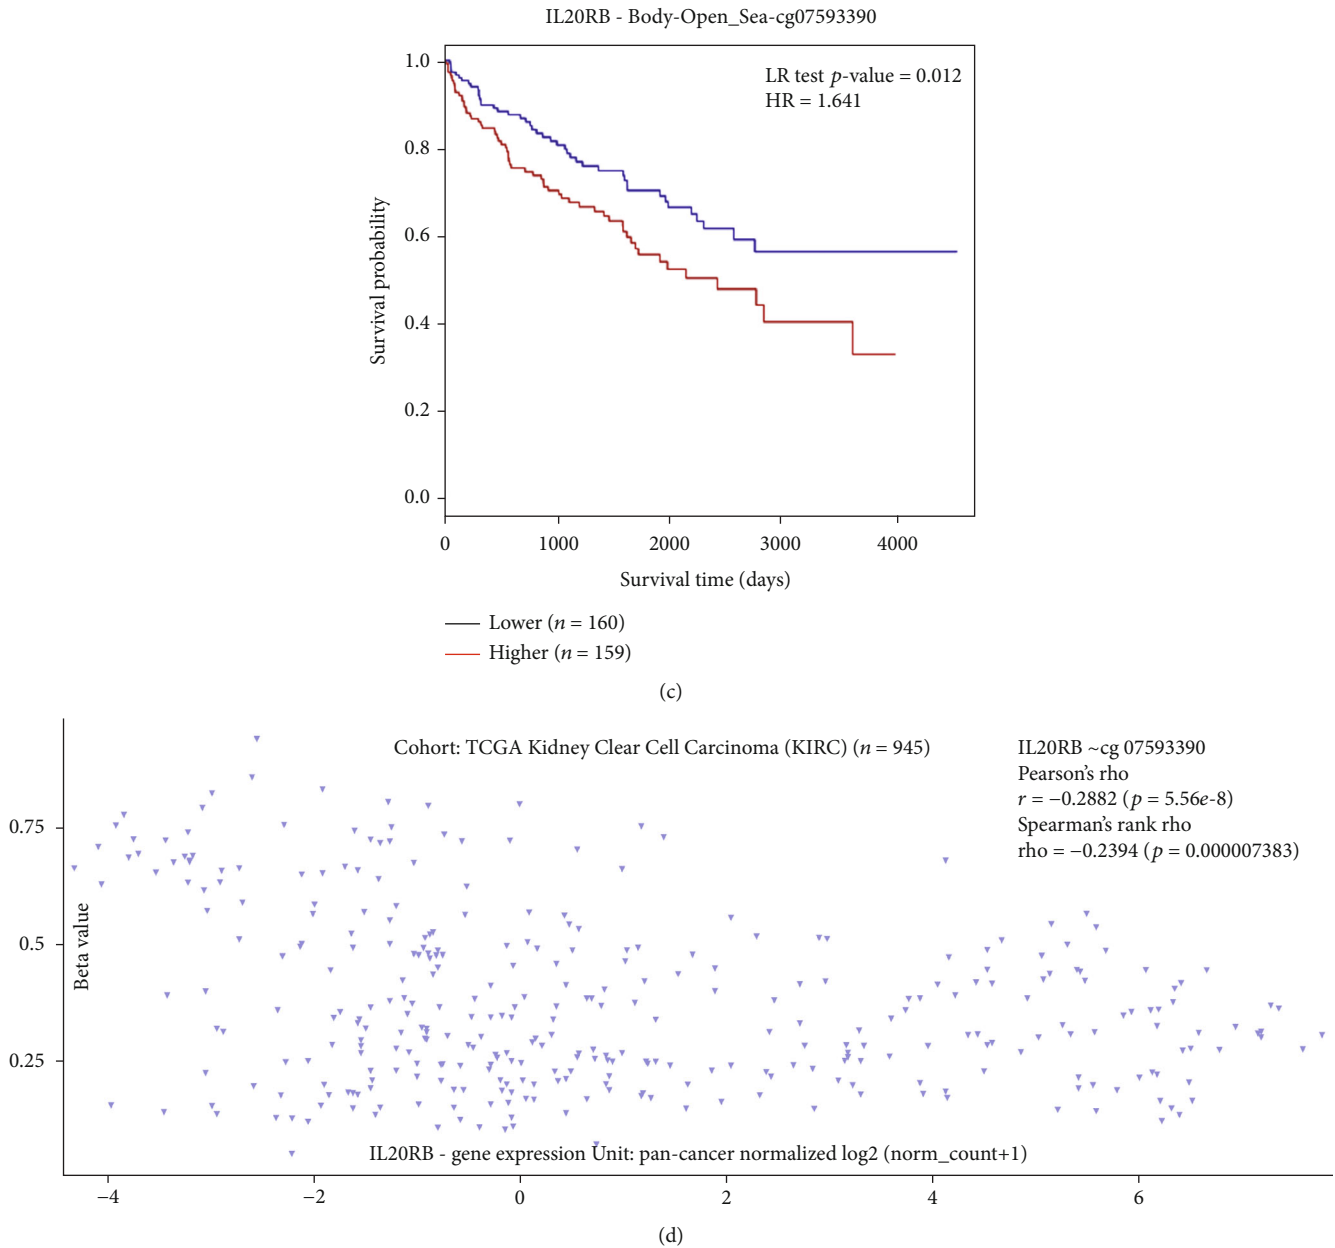 IL20RB - Body-Open_Sea-cg07593390
LR test p-value = 0.012
HR = 1.641
1.0
0.8
0.6
0.4
0.2
0.0
Survival probability
0 1000 2000 3000 4000
Survival time (days)
Lower (n = 160)
Higher (n = 159)
(c)
Cohort: TCGA Kidney Clear Cell Carcinoma (KIRC) (n = 945)
IL20RB ~cg 07593390
Pearson's rho
r = −0.2882 (p = 5.56e-8)
Spearman's rank rho
rho = −0.2394 (p = 0.000007383)
0.75
0.5
0.25
Beta value
IL20RB - gene expression Unit: pan-cancer normalized log2 (norm_count+1)
−4 −2 0 2 4 6
(d)